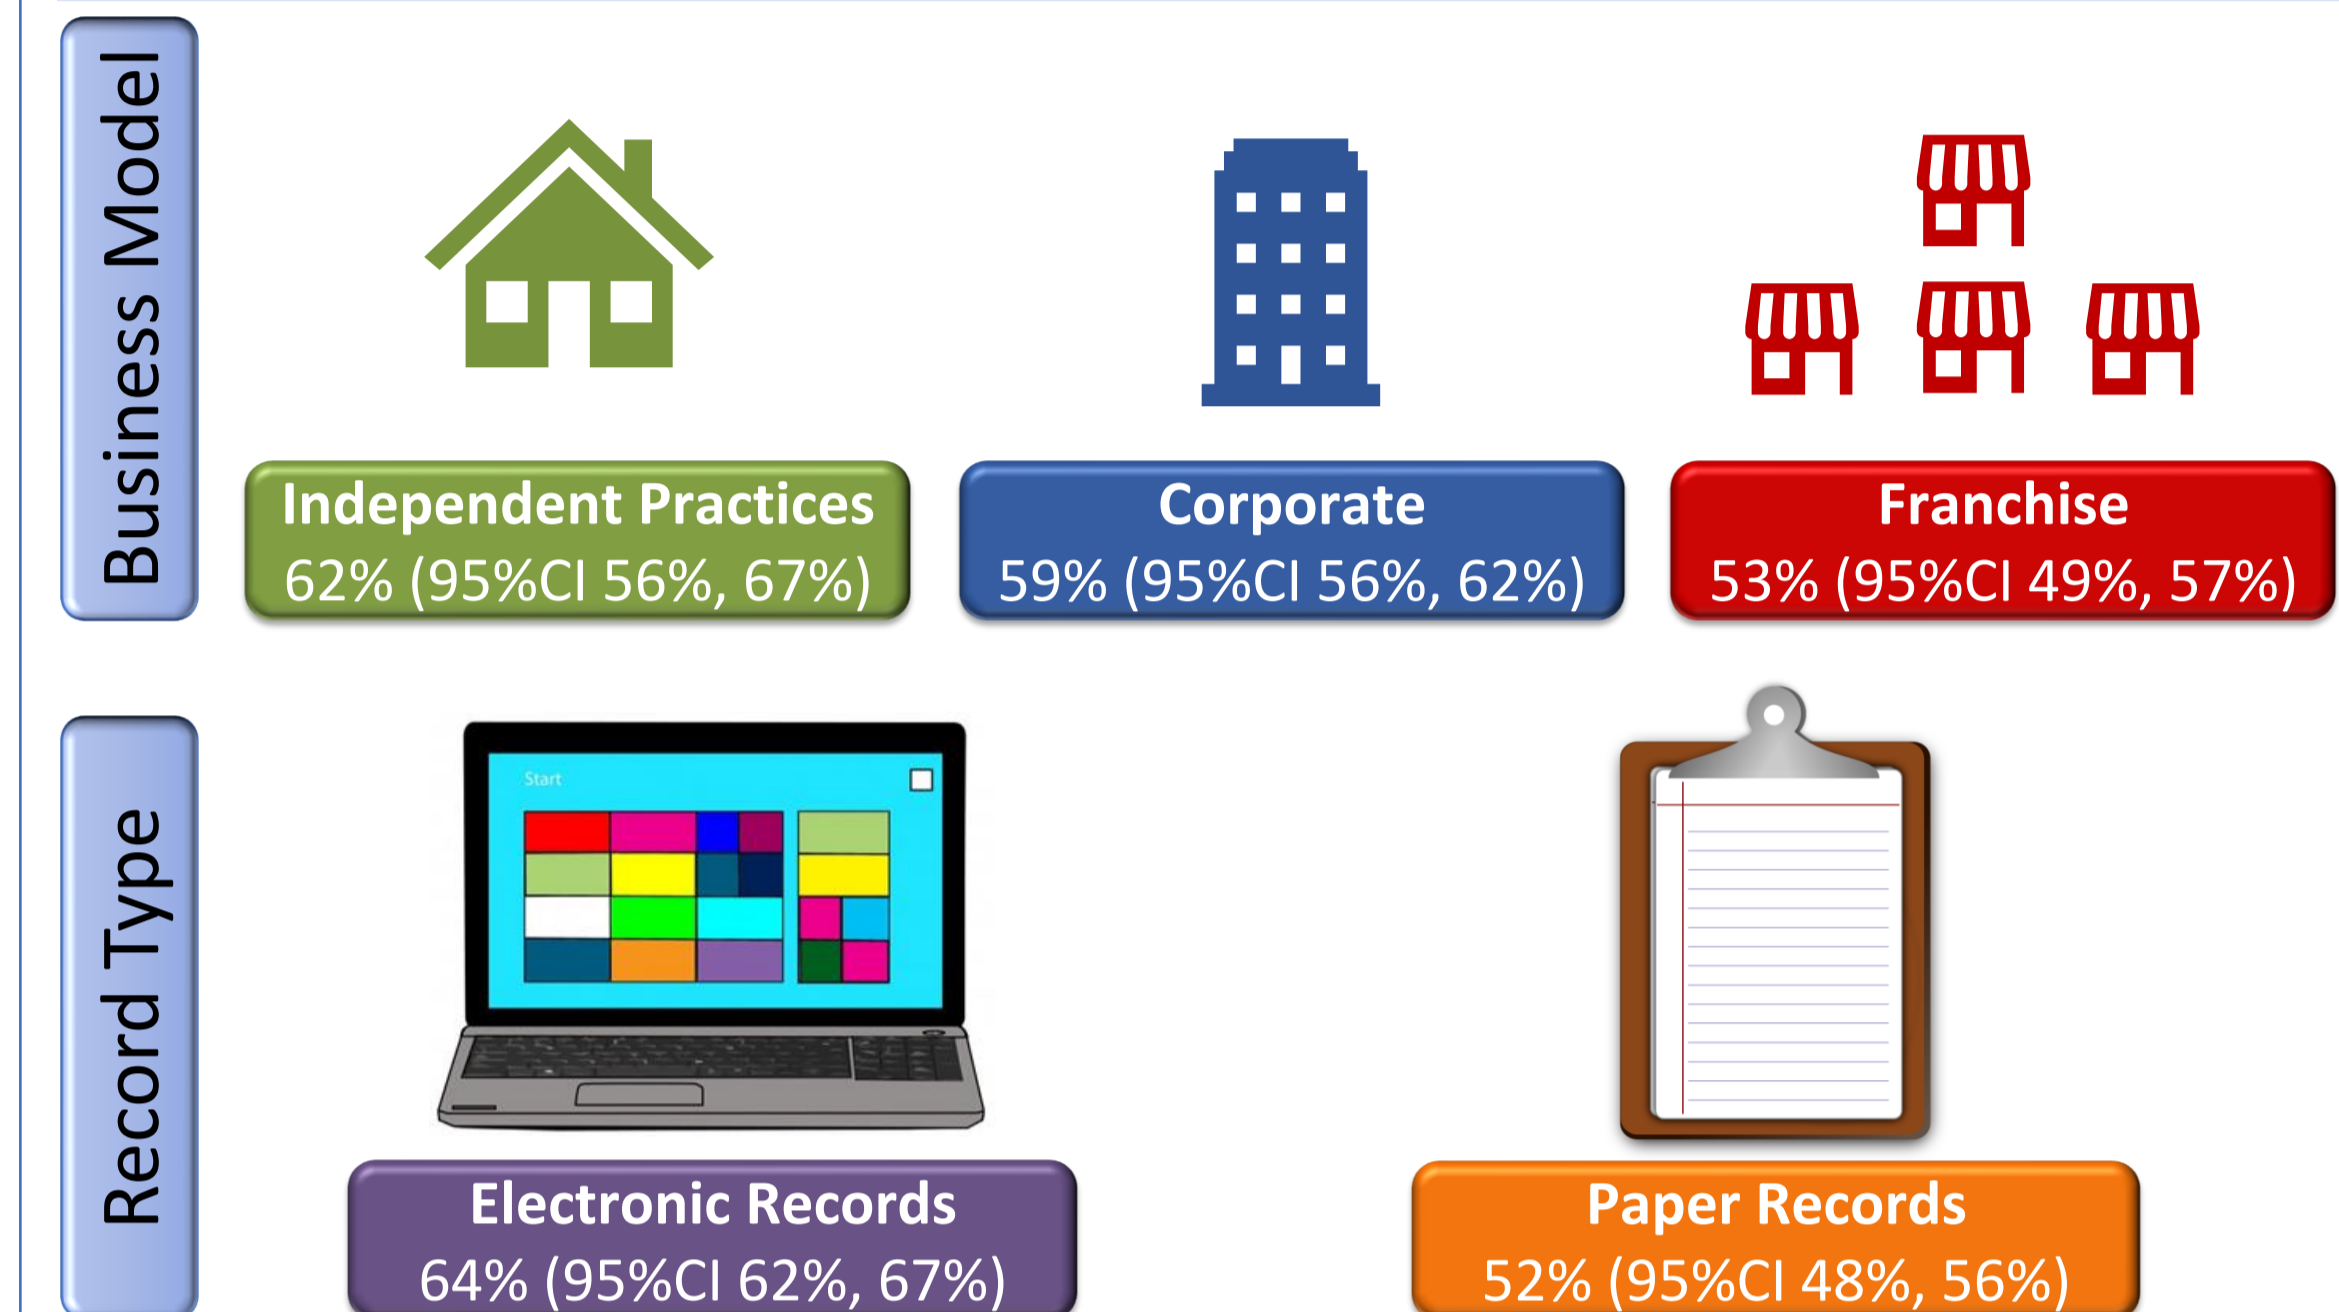 Business Model
Independent Practices
62% (95%CI 56%, 67%)
Corporate
59% (95%CI 56%, 62%)
Franchise
53% (95%CI 49%, 57%)
Record Type
Start
Electronic Records
64% (95%CI 62%, 67%)
Paper Records
52% (95%CI 48%, 56%)